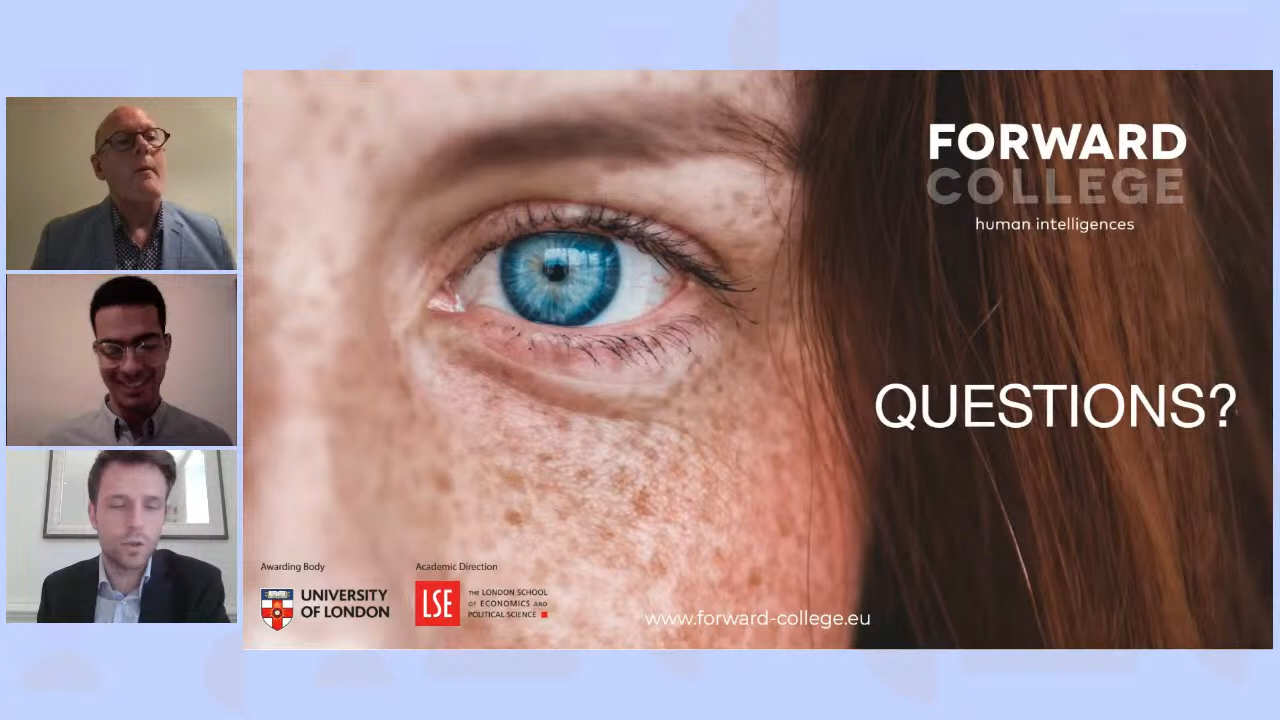 FORWARD
COLLEGE
human intelligences
QUESTIONS?
Awarding Body
UNIVERSITY
OF LONDON
Academic Direction
LSE
THE LONDON SCHOOL
OF ECONOMICS AND
POLITICAL SCIENCE
www.forward-college.eu